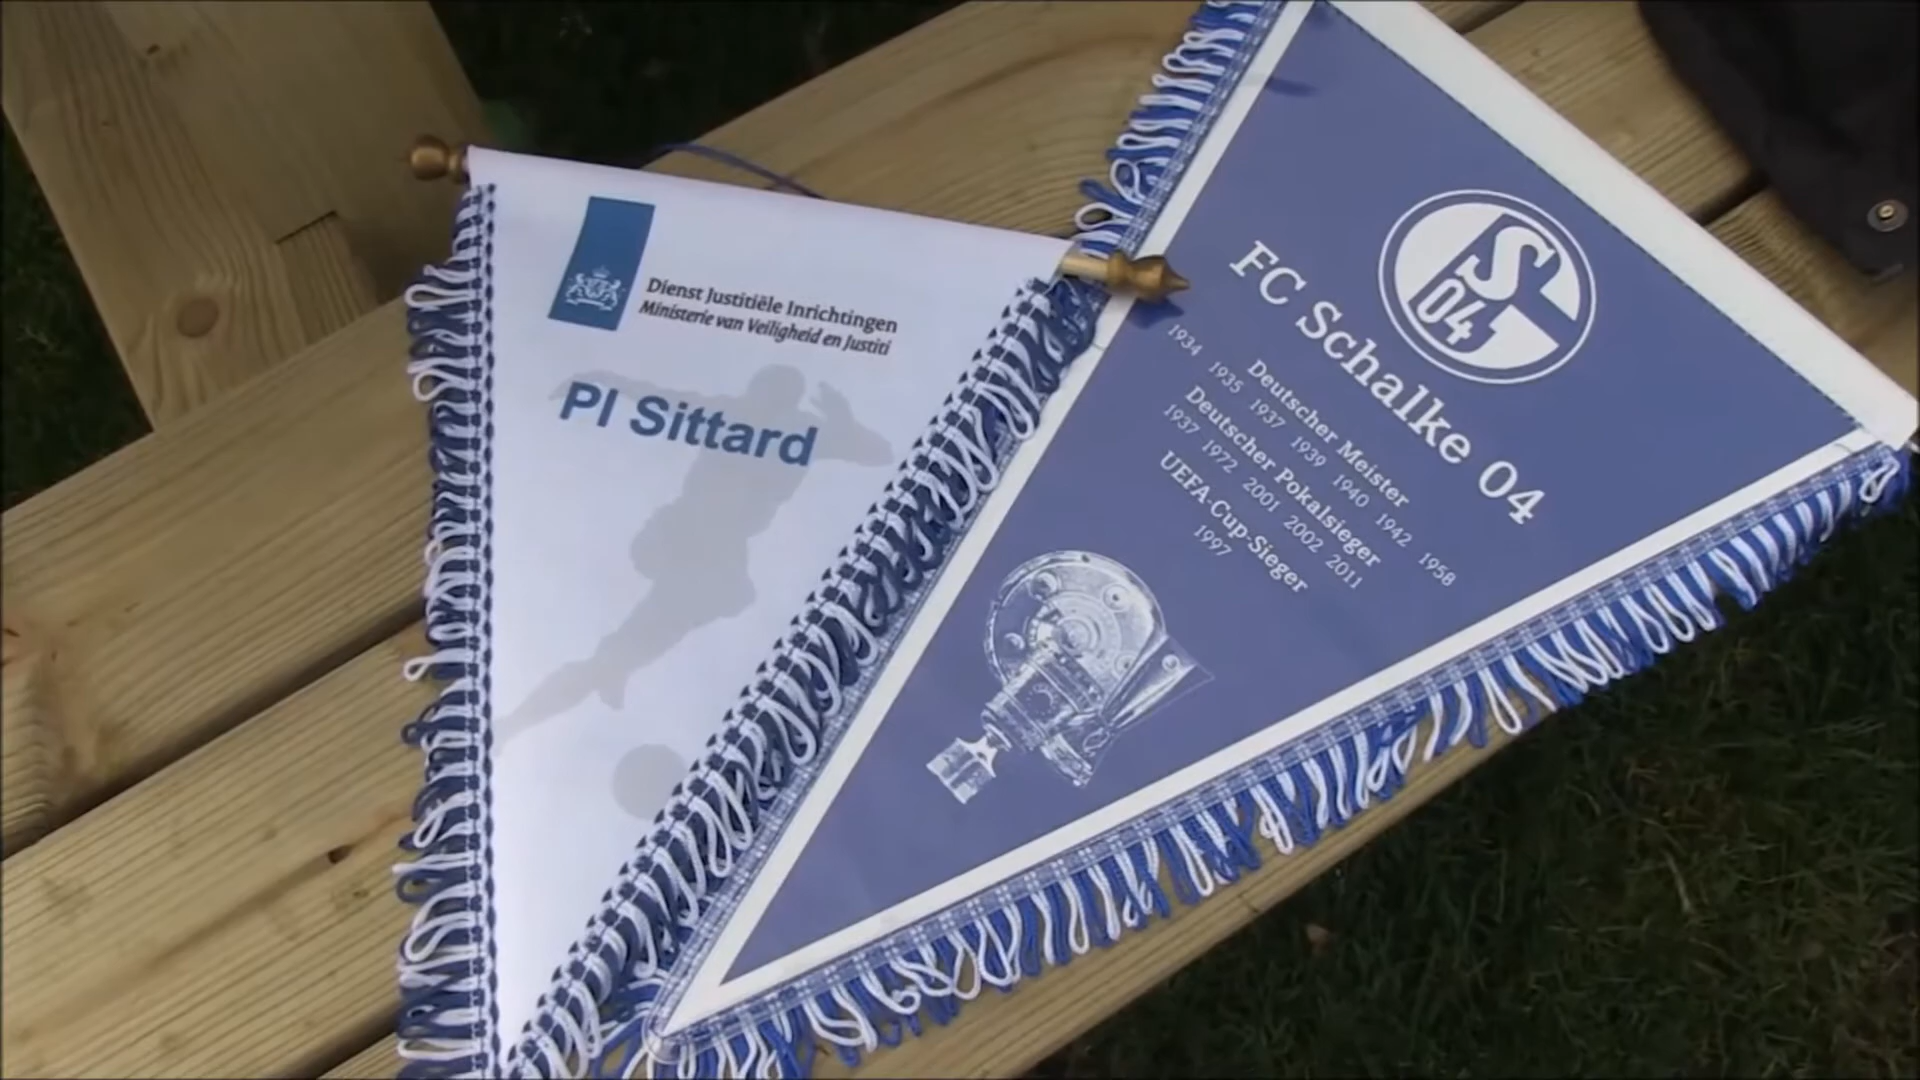 Dienst Justitiële Inrichtingen
Ministerie van Veiligheid en Justiti
PI Sittard
S
04
FC Schalke 04
Deutscher Meister
1934 1935 1937 1939 1940 1942 1958
Deutscher Pokalsieger
1937 1972 2001 2002 2011
UEFA-Cup-Sieger
1997